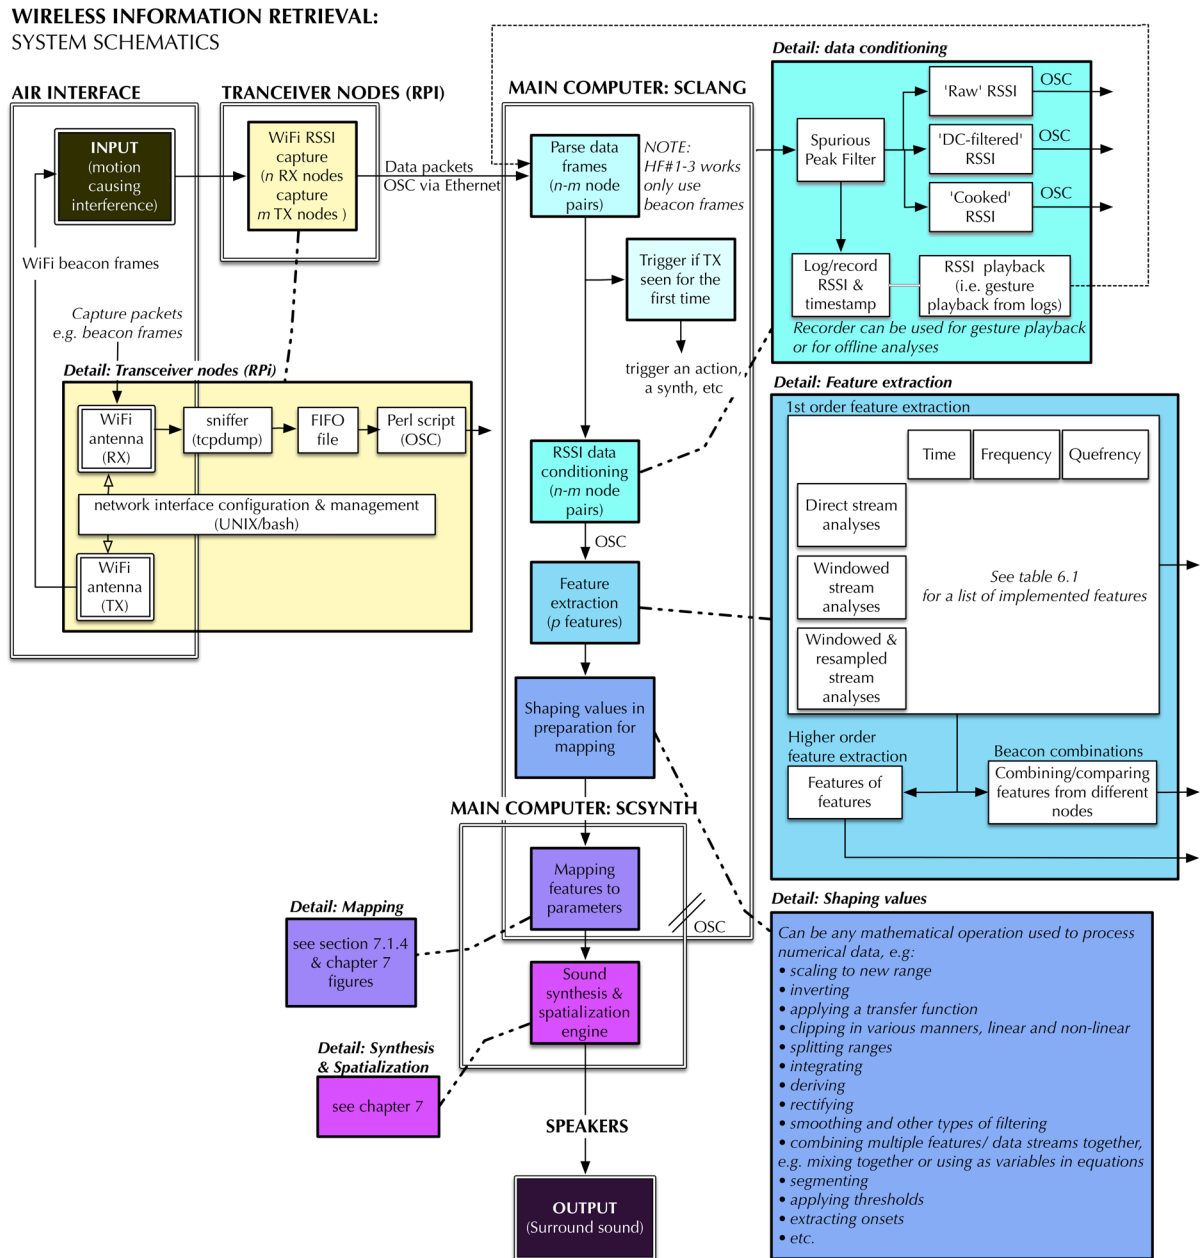 WIRELESS INFORMATION RETRIEVAL:
SYSTEM SCHEMATICS
AIR INTERFACE
INPUT
(motion
causing
interference)
WiFi beacon frames
Capture packets
e.g. beacon frames
TRANCEIVER NODES (RPI)
WiFi RSSI
capture
(n RX nodes
capture
m TX nodes )
Data packets
OSC via Ethernet
Detail: Transceiver nodes (RPi)
WiFi
antenna
(RX)
sniffer
(tcpdump)
FIFO
file
Perl script
(OSC)
network interface configuration & management
(UNIX/bash)
WiFi
antenna
(TX)
MAIN COMPUTER: SCLANG
Parse data
frames
(n-m node
pairs)
NOTE:
HF#1-3 works
only use
beacon frames
Trigger if TX
seen for the
first time
trigger an action,
a synth, etc
RSSI data
conditioning
(n-m node
pairs)
OSC
Feature
extraction
(p features)
Shaping values in
preparation for
mapping
MAIN COMPUTER: SCSYNTH
Mapping
features to
parameters
OSC
Sound
synthesis &
spatialization
engine
Detail: Mapping
see section 7.1.4
& chapter 7
figures
Detail: Synthesis
& Spatialization
see chapter 7
SPEAKERS
OUTPUT
(Surround sound)
Detail: data conditioning
Spurious
Peak Filter
'Raw' RSSI
OSC
'DC-filtered'
RSSI
OSC
'Cooked'
RSSI
OSC
Log/record
RSSI &
timestamp
RSSI playback
(i.e. gesture
playback from logs)
Recorder can be used for gesture playback
or for offline analyses
Detail: Feature extraction
1st order feature extraction
Time
Frequency
Quefrency
Direct stream
analyses
Windowed
stream
analyses
Windowed &
resampled
stream
analyses
See table 6.1
for a list of implemented features
Higher order
feature extraction
Features of
features
Beacon combinations
Combining/comparing
features from different
nodes
Detail: Shaping values
Can be any mathematical operation used to process
numerical data, e.g:
• scaling to new range
• inverting
• applying a transfer function
• clipping in various manners, linear and non-linear
• splitting ranges
• integrating
• deriving
• rectifying
• smoothing and other types of filtering
• combining multiple features/ data streams together,
e.g. mixing together or using as variables in equations
• segmenting
• applying thresholds
• extracting onsets
• etc.